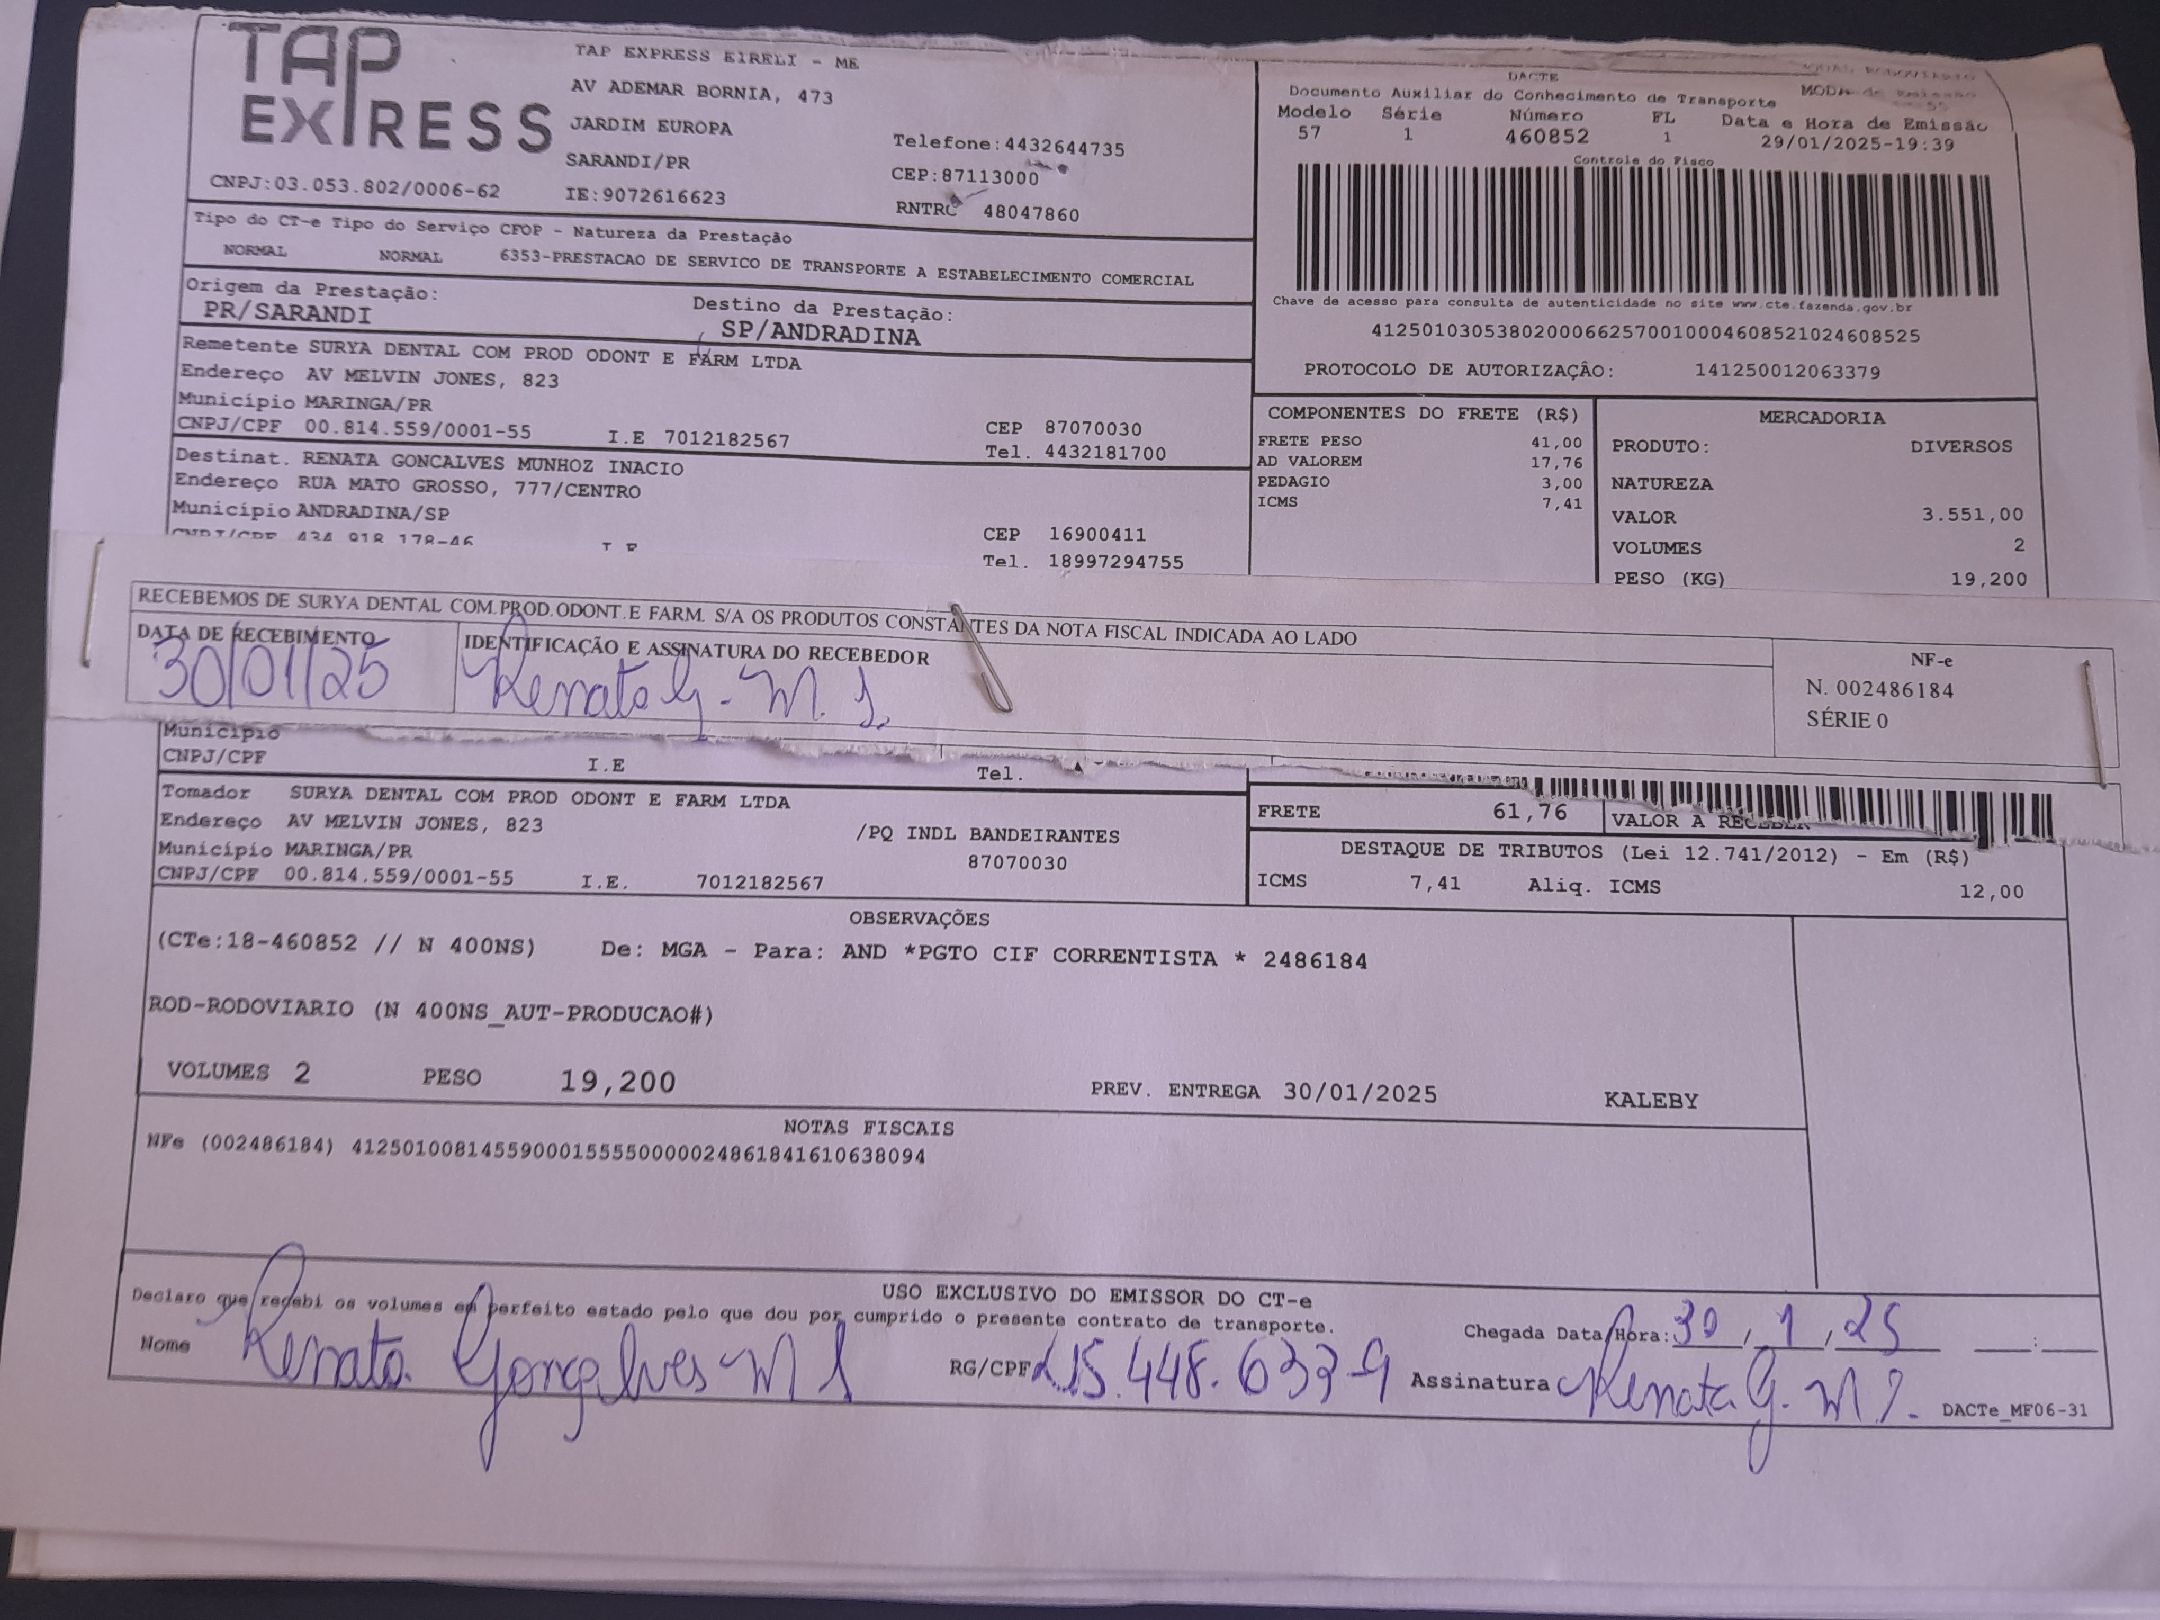 TAP EXPRESS
TAP EXPRESS EIRELI - ME
AV ADEMAR BORNIA, 473
JARDIM EUROPA
SARANDI/PR
CNPJ:03.053.802/0006-62 IE:9072616623
Telefone:4432644735
CEP:87113000
RNTRC 48047860
DACTE
Documento Auxiliar do Conhecimento de Transporte
Modelo Série Número FL Data e Hora de Emissão
57 1 460852 1 29/01/2025-19:39
Controle do Fisco
Chave de acesso para consulta de autenticidade no site www.cte.fazenda.gov.br
41250103053802000662570010004608521024608525
PROTOCOLO DE AUTORIZAÇÃO: 141250012063379
Tipo do CT-e Tipo do Serviço CFOP - Natureza da Prestação
NORMAL NORMAL 6353-PRESTACAO DE SERVICO DE TRANSPORTE A ESTABELECIMENTO COMERCIAL
Origem da Prestação: Destino da Prestação:
PR/SARANDI SP/ANDRADINA
Remetente SURYA DENTAL COM PROD ODONT E FARM LTDA
Endereço AV MELVIN JONES, 823
Município MARINGA/PR CEP 87070030
CNPJ/CPF 00.814.559/0001-55 I.E 7012182567 Tel. 4432181700
Destinat. RENATA GONCALVES MUNHOZ INACIO
Endereço RUA MATO GROSSO, 777/CENTRO
Município ANDRADINA/SP CEP 16900411
CNPJ/CPF 434.918.178-46 I.E Tel. 18997294755
COMPONENTES DO FRETE (R$)
FRETE PESO 41,00
AD VALOREM 17,76
PEDAGIO 3,00
ICMS 7,41
MERCADORIA
PRODUTO: DIVERSOS
NATUREZA
VALOR 3.551,00
VOLUMES 2
PESO (KG) 19,200
RECEBEMOS DE SURYA DENTAL COM.PROD.ODONT.E FARM. S/A OS PRODUTOS CONSTANTES DA NOTA FISCAL INDICADA AO LADO
DATA DE RECEBIMENTO IDENTIFICAÇÃO E ASSINATURA DO RECEBEDOR
30/01/25 Renata G. M. I.
NF-e
N. 002486184
SÉRIE 0
Município
CNPJ/CPF I.E Tel.
Tomador SURYA DENTAL COM PROD ODONT E FARM LTDA
Endereço AV MELVIN JONES, 823 /PQ INDL BANDEIRANTES
Município MARINGA/PR 87070030
CNPJ/CPF 00.814.559/0001-55 I.E. 7012182567
FRETE 61,76 VALOR A RECEBER
DESTAQUE DE TRIBUTOS (Lei 12.741/2012) - Em (R$)
ICMS 7,41 Aliq. ICMS 12,00
OBSERVAÇÕES
(CTe:18-460852 // N 400NS) De: MGA - Para: AND *PGTO CIF CORRENTISTA * 2486184
ROD-RODOVIARIO (N 400NS_AUT-PRODUCAO#)
VOLUMES 2 PESO 19,200 PREV. ENTREGA 30/01/2025 KALEBY
NOTAS FISCAIS
NFe (002486184) 41250100814559000155550000024861841610638094
USO EXCLUSIVO DO EMISSOR DO CT-e
Declaro que recebi os volumes em perfeito estado pelo que dou por cumprido o presente contrato de transporte.
Chegada Data/Hora: 30/1/25 __:__
Nome Renata Gonçalves M I RG/CPF 45.448.633-9 Assinatura Renata G. M I.
DACTe_MF06-31